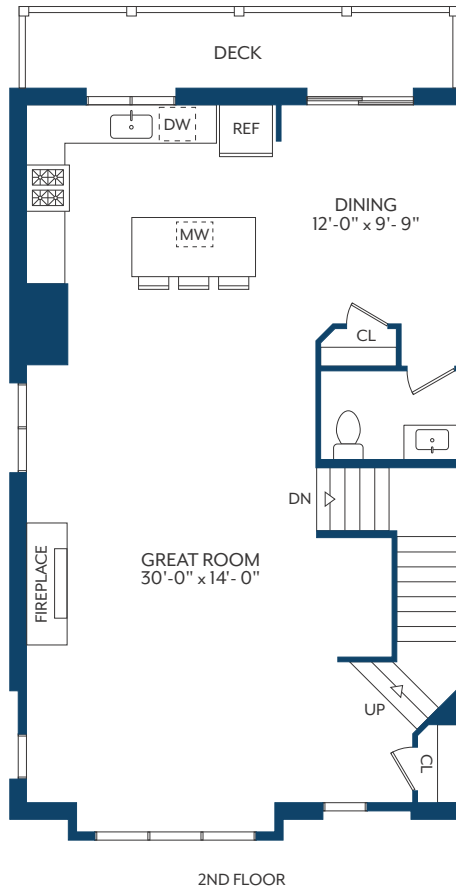 DECK
DW
REF
MW
DINING
12'-0" x 9'- 9"
CL
DN
GREAT ROOM
30'-0" x 14'- 0"
FIREPLACE
UP
CL
2ND FLOOR